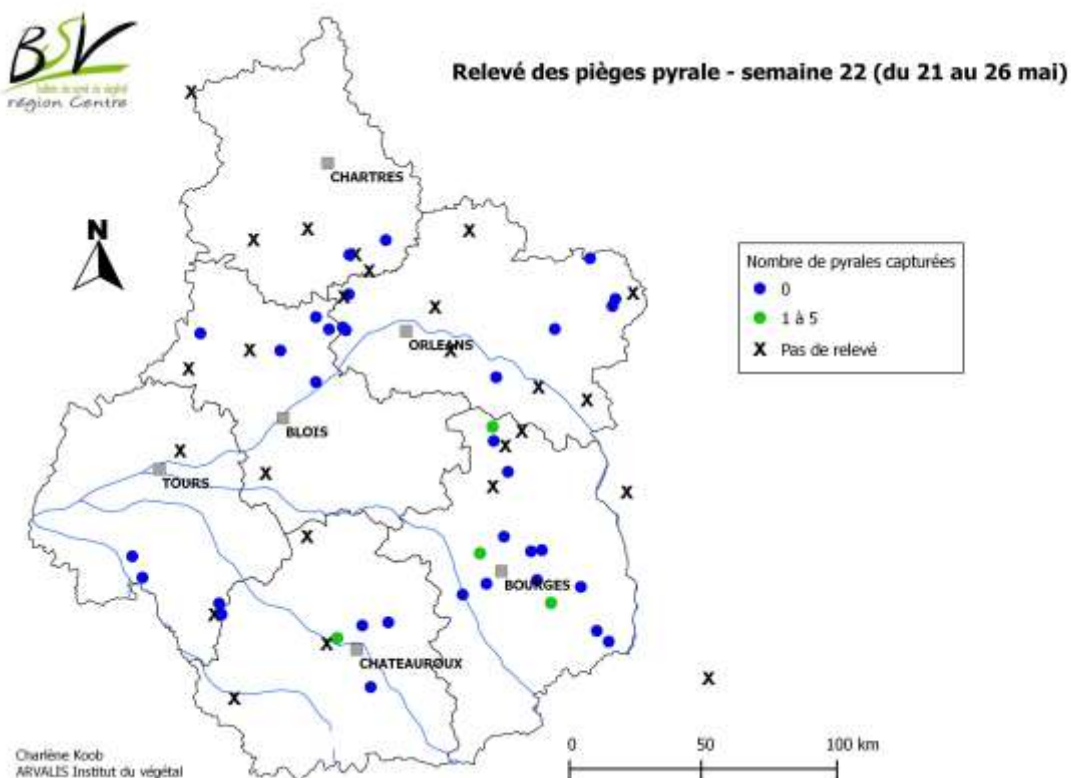 BSV
région Centre
Relevé des pièges pyrale - semaine 22 (du 21 au 26 mai)
CHARTRES
N
Nombre de pyrales capturées
0
1 à 5
X Pas de relevé
ORLEANS
BLOIS
TOURS
BOURGES
CHATEAUROUX
0 50 100 km
Charlène Koob
ARVALIS Institut du végétal